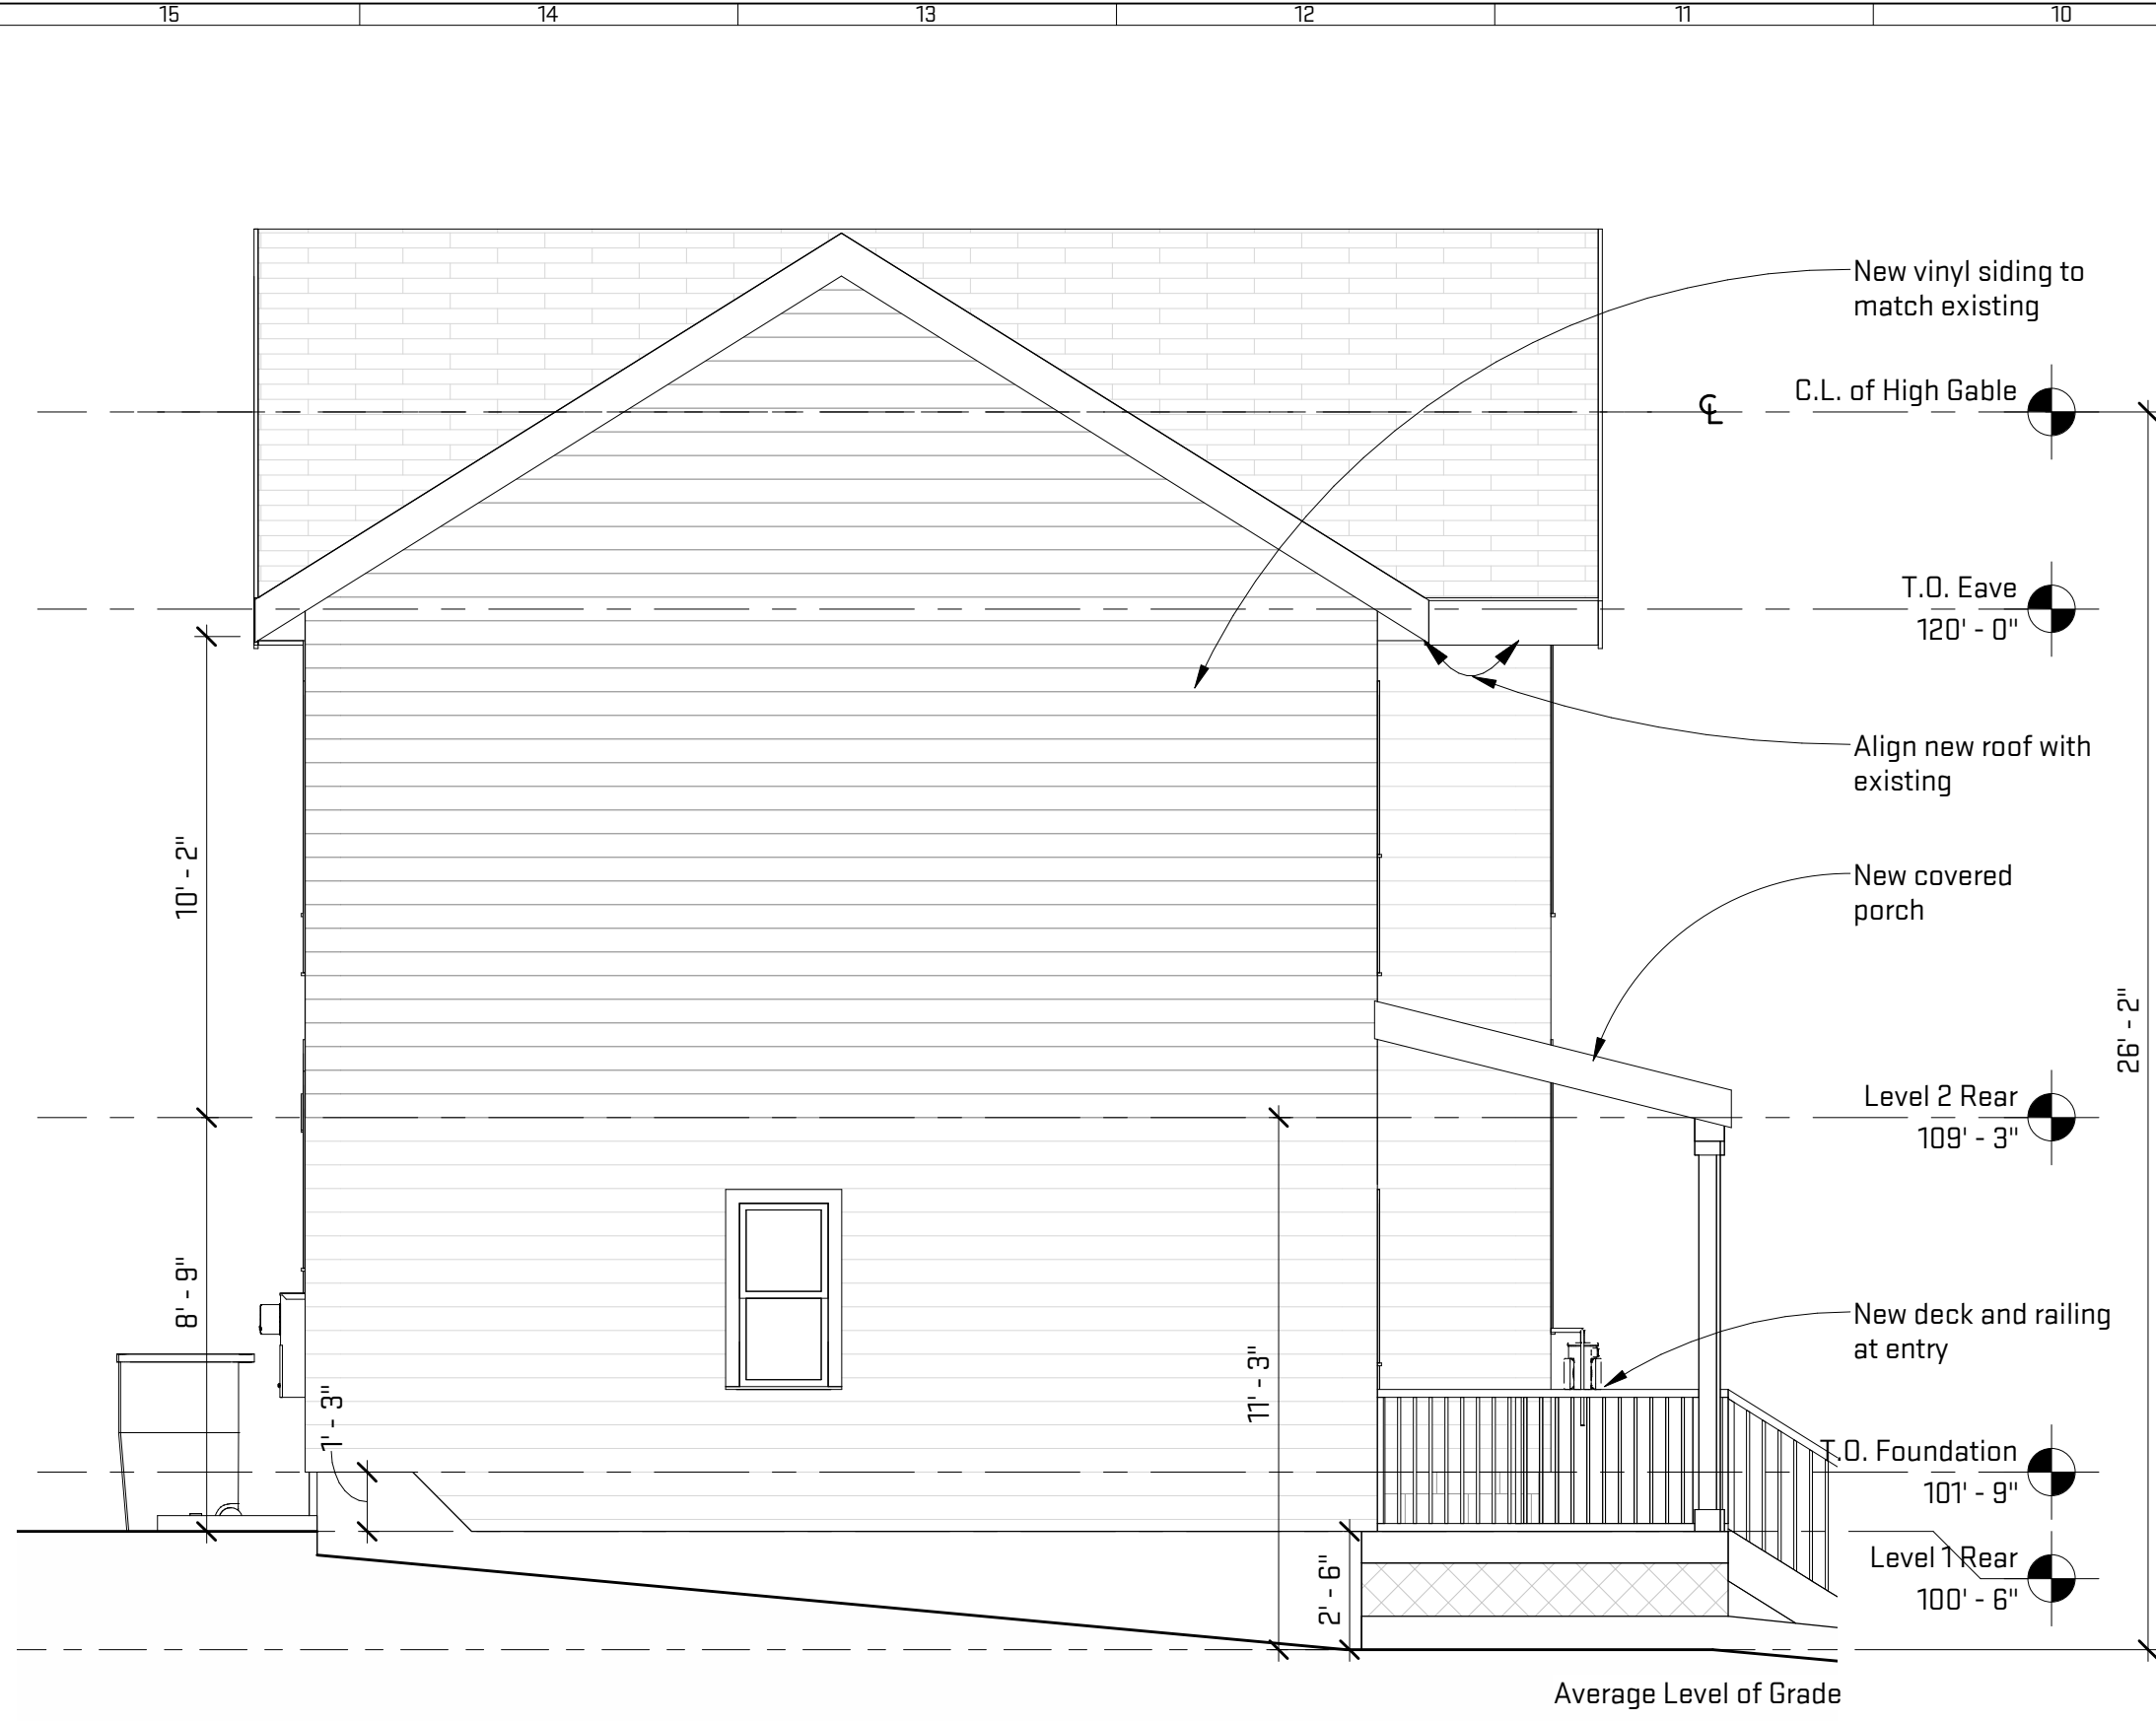 15 14 13 12 11 10
New vinyl siding to
match existing
C.L. of High Gable
℄
T.O. Eave
120' - 0"
Align new roof with
existing
10' - 2"
New covered
porch
26' - 2"
Level 2 Rear
109' - 3"
8' - 9"
New deck and railing
at entry
11' - 3"
1' - 3"
T.O. Foundation
101' - 9"
Level 1 Rear
100' - 6"
2' - 6"
Average Level of Grade